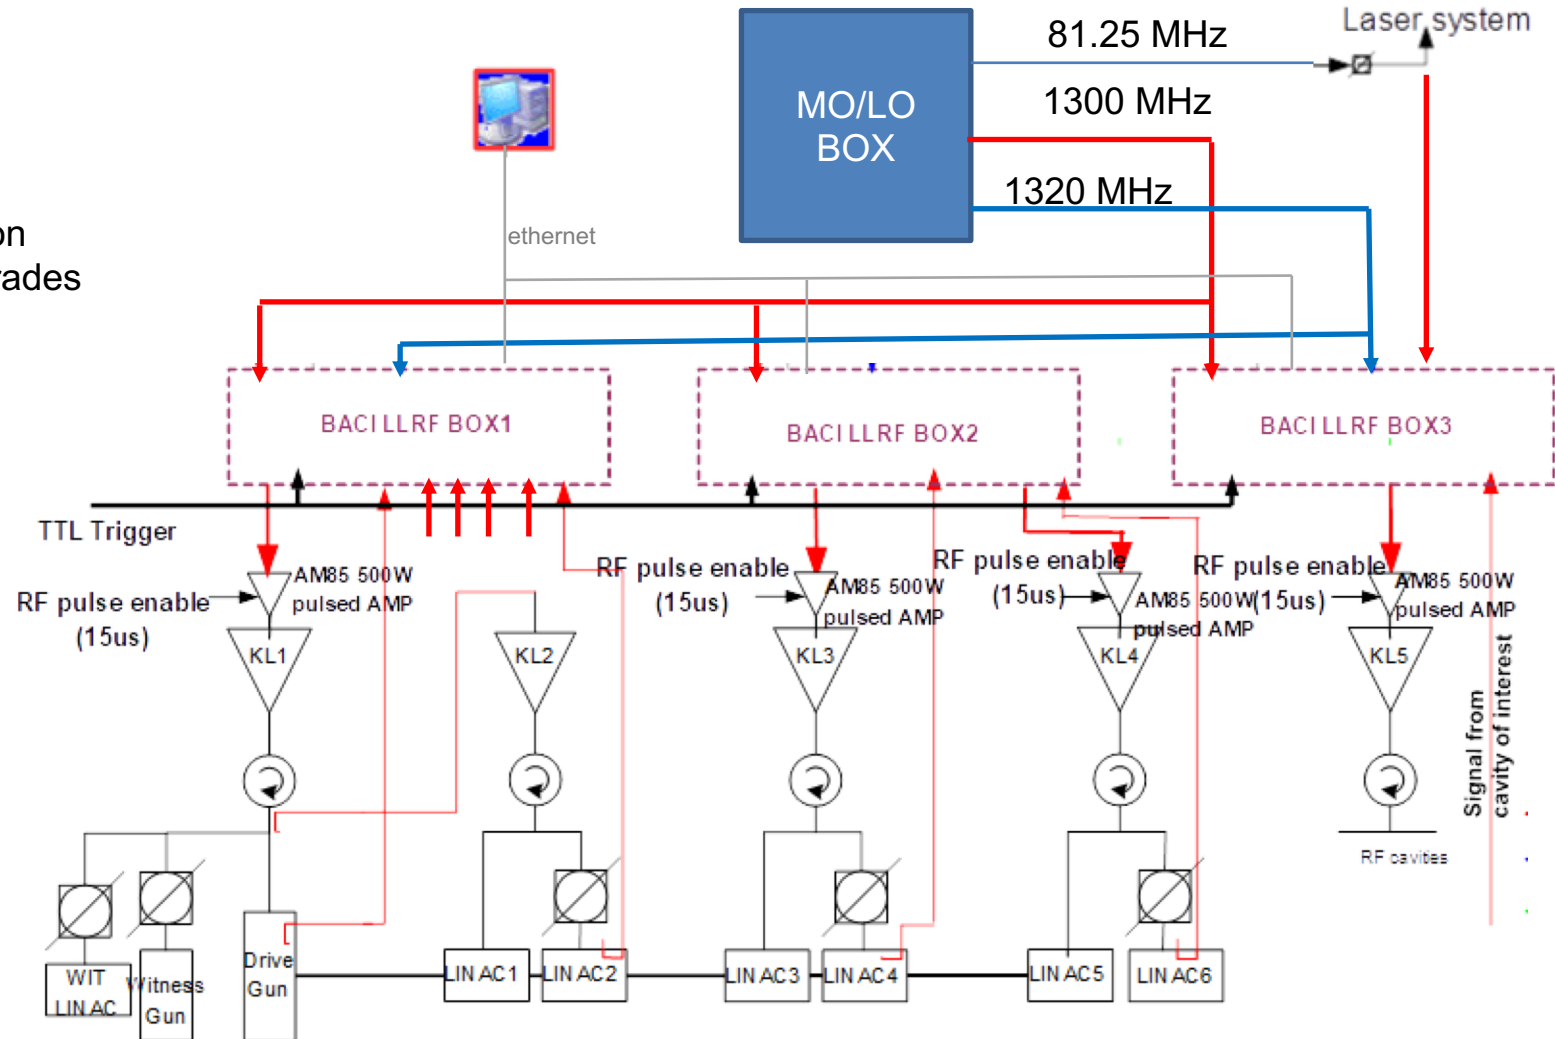 Laser system
81.25 MHz
MO/LO
BOX
1300 MHz
1320 MHz
ethernet
on
rades
BACI LLRF BOX1
BACI LLRF BOX2
BACI LLRF BOX3
TTL Trigger
RF pulse enable
(15us)
AM85 500W
pulsed AMP
RF pulse enable
(15us)
AM85 500W
pulsed AMP
RF pulse enable
(15us)
AM85 500W
pulsed AMP
RF pulse enable
(15us)
AM85 500W
pulsed AMP
KL1
KL2
KL3
KL4
KL5
Signal from
cavity of interest
RF cavities
WIT
LINAC
Witness
Gun
Drive
Gun
LINAC1
LINAC2
LINAC3
LINAC4
LINAC5
LINAC6